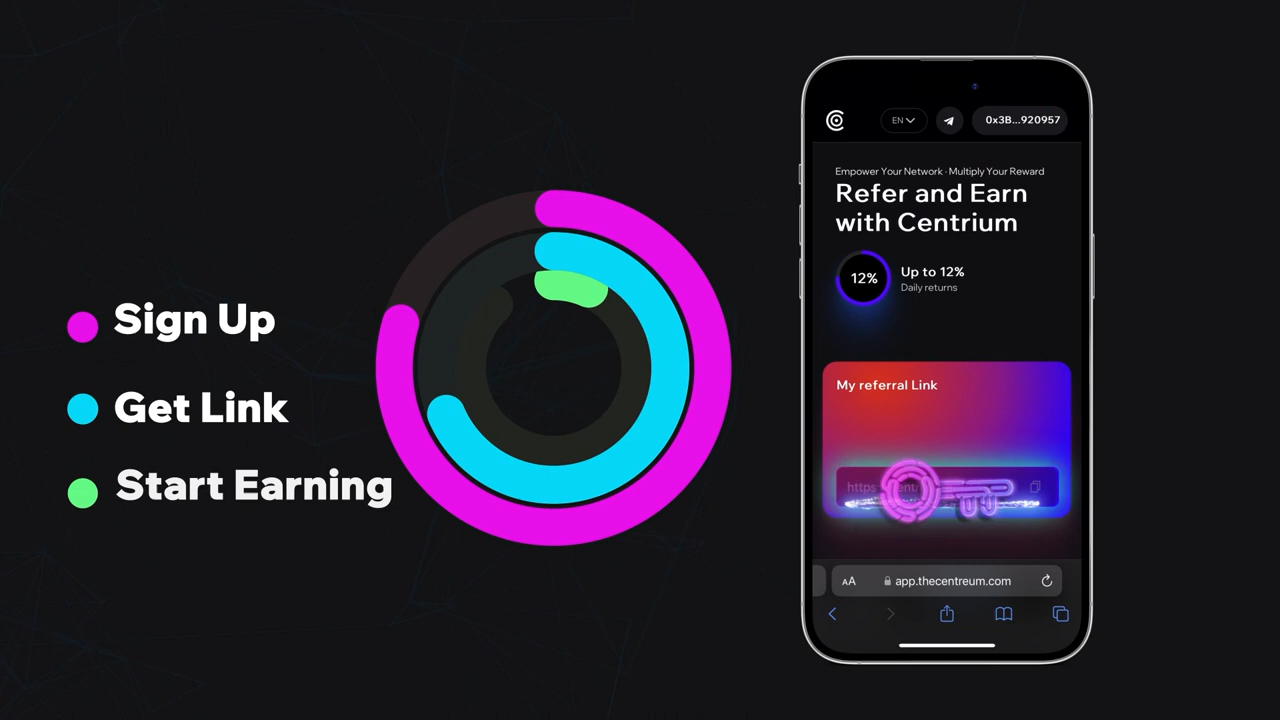 Sign Up
Get Link
Start Earning
EN
0x3B...920957
Empower Your Network · Multiply Your Reward
Refer and Earn
with Centrium
12%
Up to 12%
Daily returns
My referral Link
https
AA
app.thecentreum.com